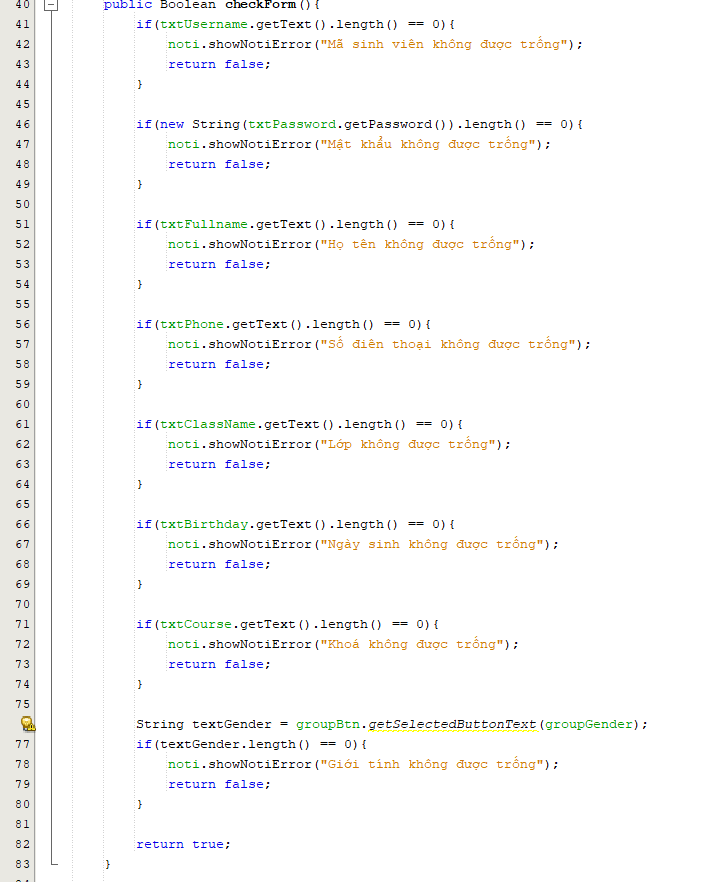 40 public Boolean checkForm(){
41 if(txtUsername.getText().length() == 0){
42 noti.showNotiError("Mã sinh viên không được trống");
43 return false;
44 }
45
46 if(new String(txtPassword.getPassword()).length() == 0){
47 noti.showNotiError("Mật khẩu không được trống");
48 return false;
49 }
50
51 if(txtFullname.getText().length() == 0){
52 noti.showNotiError("Họ tên không được trống");
53 return false;
54 }
55
56 if(txtPhone.getText().length() == 0){
57 noti.showNotiError("Số điên thoại không được trống");
58 return false;
59 }
60
61 if(txtClassName.getText().length() == 0){
62 noti.showNotiError("Lớp không được trống");
63 return false;
64 }
65
66 if(txtBirthday.getText().length() == 0){
67 noti.showNotiError("Ngày sinh không được trống");
68 return false;
69 }
70
71 if(txtCourse.getText().length() == 0){
72 noti.showNotiError("Khoá không được trống");
73 return false;
74 }
75
String textGender = groupBtn.getSelectedButtonText(groupGender);
77 if(textGender.length() == 0){
78 noti.showNotiError("Giới tính không được trống");
79 return false;
80 }
81
82 return true;
83 }